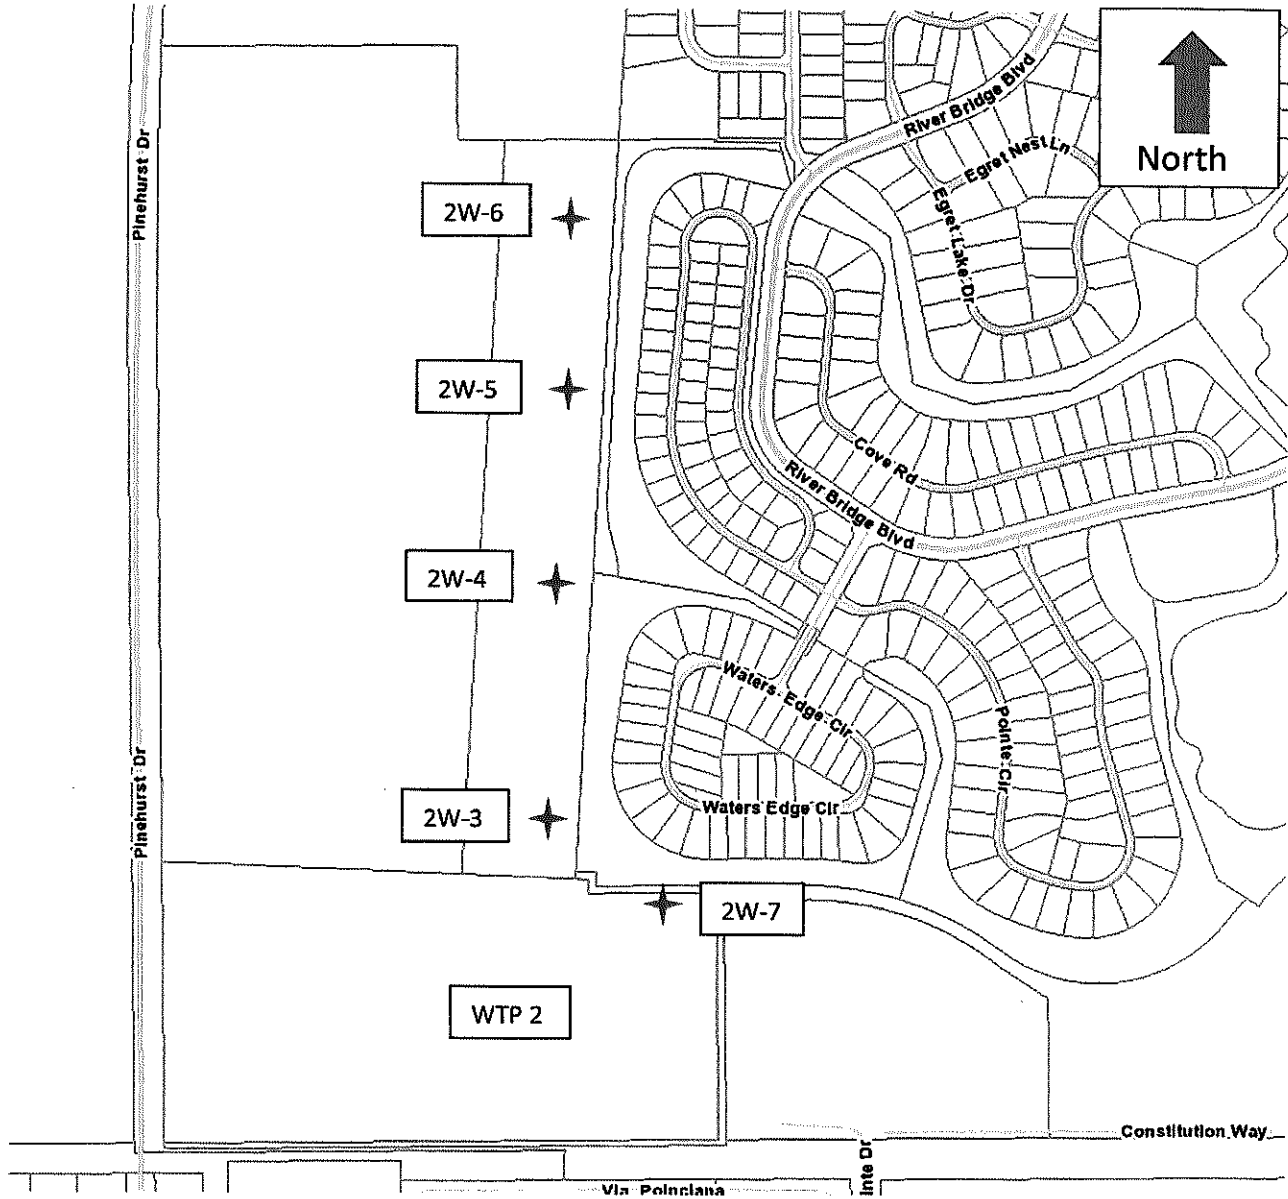 North
River Bridge Blvd
Egret Nest Ln
Pinehurst Dr
Egret Lake Dr
2W-6
2W-5
Cove Rd
River Bridge Blvd
2W-4
Waters Edge Cir
Pointe Cir
Pinehurst Dr
2W-3
Waters Edge Cir
2W-7
WTP 2
Constitution Way
inte Dr
Via Poinciana